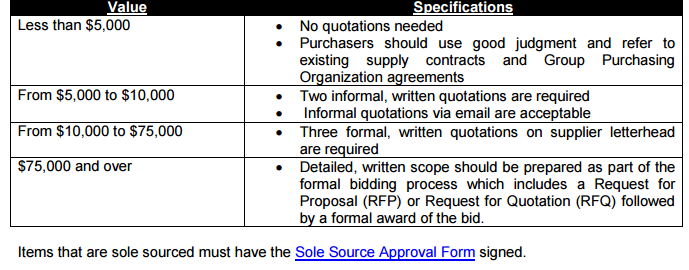 Value Specifications
Less than $5,000 • No quotations needed
• Purchasers should use good judgment and refer to
existing supply contracts and Group Purchasing
Organization agreements
From $5,000 to $10,000 • Two informal, written quotations are required
• Informal quotations via email are acceptable
From $10,000 to $75,000 • Three formal, written quotations on supplier letterhead
are required
$75,000 and over • Detailed, written scope should be prepared as part of the
formal bidding process which includes a Request for
Proposal (RFP) or Request for Quotation (RFQ) followed
by a formal award of the bid.
Items that are sole sourced must have the Sole Source Approval Form signed.